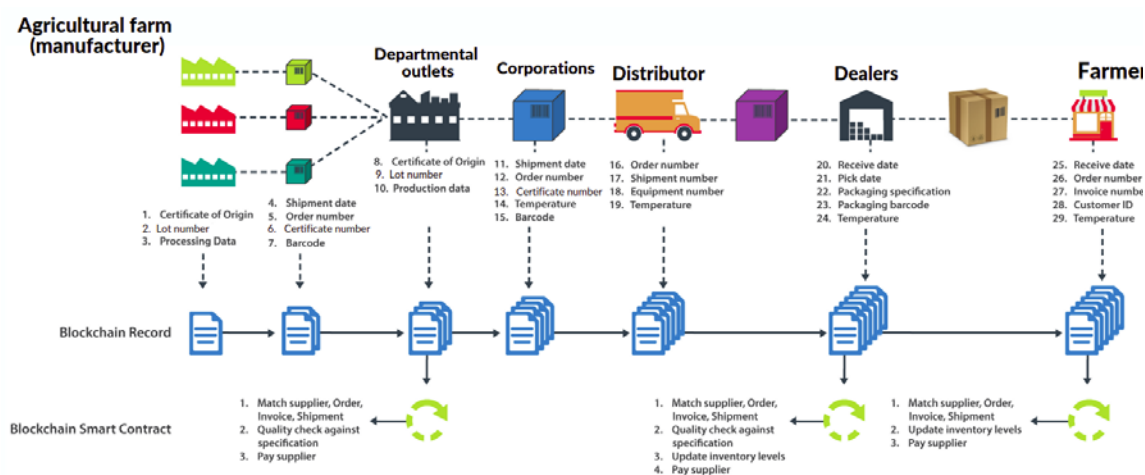 Agricultural farm
(manufacturer)
Departmental
outlets
Corporations
Distributor
Dealers
Farmer
1. Certificate of Origin
2. Lot number
3. Processing Data
4. Shipment date
5. Order number
6. Certificate number
7. Barcode
8. Certificate of Origin
9. Lot number
10. Production data
11. Shipment date
12. Order number
13. Certificate number
14. Temperature
15. Barcode
16. Order number
17. Shipment number
18. Equipment number
19. Temperature
20. Receive date
21. Pick date
22. Packaging specification
23. Packaging barcode
24. Temperature
25. Receive date
26. Order number
27. Invoice number
28. Customer ID
29. Temperature
Blockchain Record
Blockchain Smart Contract
1. Match supplier, Order,
Invoice, Shipment
2. Quality check against
specification
3. Pay supplier
1. Match supplier, Order,
Invoice, Shipment
2. Quality check against
specification
3. Update inventory levels
4. Pay supplier
1. Match supplier, Order,
Invoice, Shipment
2. Update inventory levels
3. Pay supplier